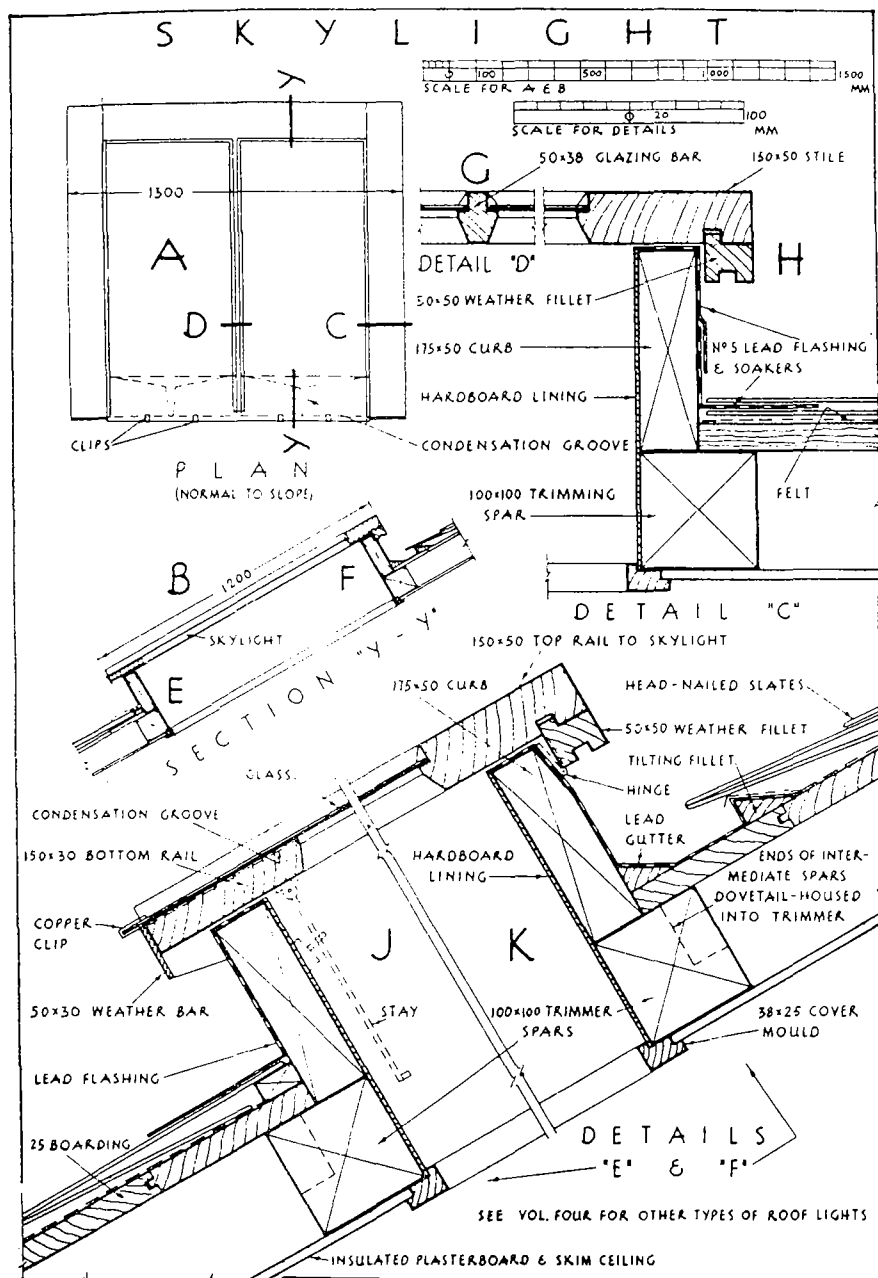 SKYLIGHT
0 100 500 1000 1500
SCALE FOR A & B MM
0 20 100
SCALE FOR DETAILS MM
Y
1300
A
D
C
Y
CLIPS
CONDENSATION GROOVE
PLAN
(NORMAL TO SLOPE)
G
50×38 GLAZING BAR
150×50 STILE
DETAIL "D"
H
50×50 WEATHER FILLET
175×50 CURB
Nº5 LEAD FLASHING
& SOAKERS
HARDBOARD LINING
100×100 TRIMMING
SPAR
FELT
DETAIL "C"
B
1200
F
SKYLIGHT
E
SECTION "Y-Y"
150×50 TOP RAIL TO SKYLIGHT
175×50 CURB
HEAD-NAILED SLATES
50×50 WEATHER FILLET
TILTING FILLET
HINGE
LEAD
GUTTER
GLASS
CONDENSATION GROOVE
150×30 BOTTOM RAIL
HARDBOARD
LINING
ENDS OF INTER-
MEDIATE SPARS
DOVETAIL-HOUSED
INTO TRIMMER
COPPER
CLIP
J
K
50×30 WEATHER BAR
STAY
100×100 TRIMMER
SPARS
38×25 COVER
MOULD
LEAD FLASHING
25 BOARDING
DETAILS
"E" & "F"
SEE VOL. FOUR FOR OTHER TYPES OF ROOF LIGHTS
INSULATED PLASTERBOARD & SKIM CEILING